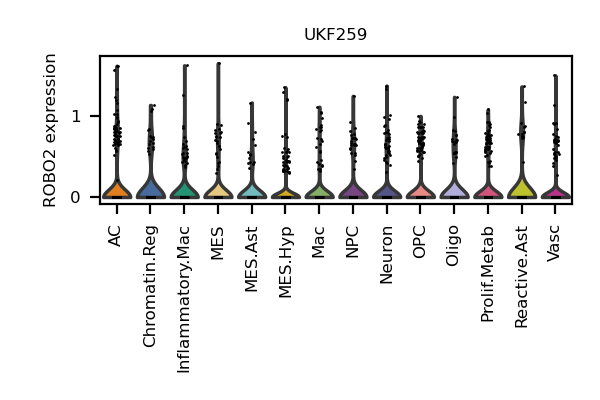 UKF259
ROBO2 expression
1
0
AC
Chromatin.Reg
Inflammatory.Mac
MES
MES.Ast
MES.Hyp
Mac
NPC
Neuron
OPC
Oligo
Prolif.Metab
Reactive.Ast
Vasc